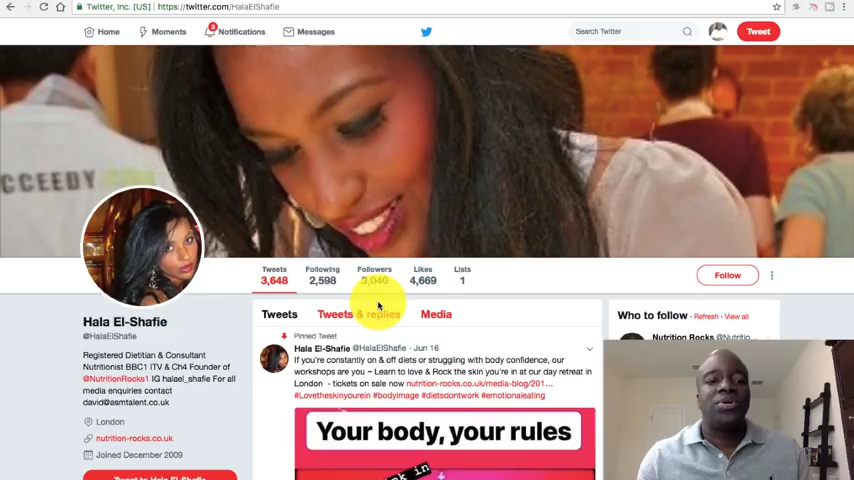 Twitter, Inc. [US] | https://twitter.com/HalaElShafie
Home
Moments
3
Notifications
Messages
Search Twitter
Tweet
CCEEDY.COM
Tweets
3,648
Following
2,598
Followers
3,040
Likes
4,669
Lists
1
Follow
Hala El-Shafie
@HalaElShafie
Registered Dietitian & Consultant
Nutritionist BBC1 ITV & Ch4 Founder of
@NutritionRocks1 IG halael_shafie For all
media enquiries contact
david@asmtalent.co.uk
London
nutrition-rocks.co.uk
Joined December 2009
Tweet to Hala El-Shafie
Tweets
Tweets & replies
Media
Pinned Tweet
Hala El-Shafie @HalaElShafie · Jun 16
If you're constantly on & off diets or struggling with body confidence, our
workshops are you ~ Learn to love & Rock the skin you're in at our day retreat in
London - tickets on sale now nutrition-rocks.co.uk/media-blog/201...
#Lovetheskinyourein #bodyimage #dietsdontwork #emotionaleating
Your body, your rules
k in
Who to follow · Refresh · View all
Nutrition Rocks @Nutritio...